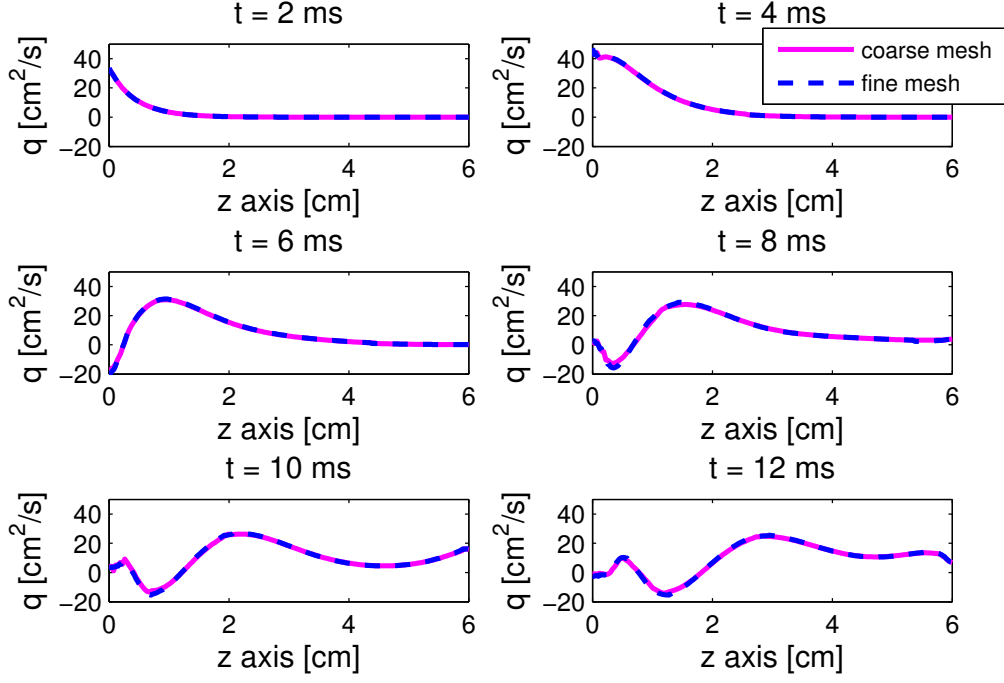 t = 2 ms
q [cm²/s]
40
20
0
−20
0 2 4 6
z axis [cm]
t = 4 ms
coarse mesh
fine mesh
q [cm²/s]
40
20
0
−20
0 2 4 6
z axis [cm]
t = 6 ms
q [cm²/s]
40
20
0
−20
0 2 4 6
z axis [cm]
t = 8 ms
q [cm²/s]
40
20
0
−20
0 2 4 6
z axis [cm]
t = 10 ms
q [cm²/s]
40
20
0
−20
0 2 4 6
z axis [cm]
t = 12 ms
q [cm²/s]
40
20
0
−20
0 2 4 6
z axis [cm]